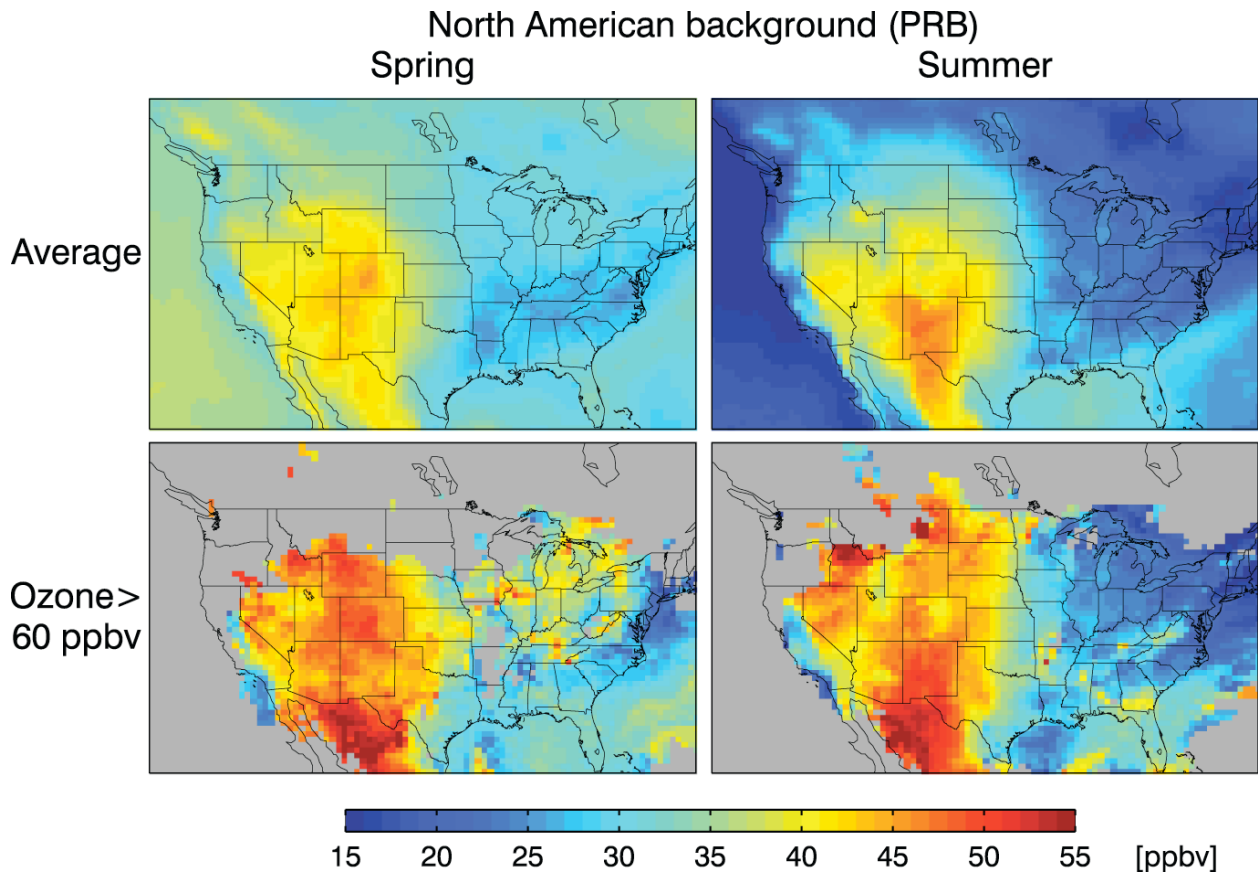 North American background (PRB)
Spring
Summer
Average
Ozone>
60 ppbv
15 20 25 30 35 40 45 50 55 [ppbv]